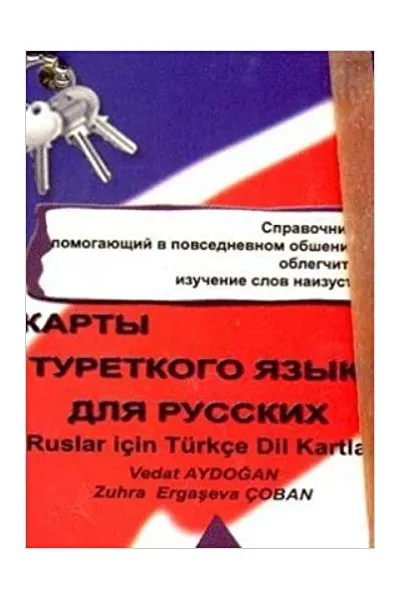 Справочни
помогающий в повседневном обшени
облегчит
изучение слов наизуст
КАРТЫ
ТУРЕТКОГО ЯЗЫК
ДЛЯ РУССКИХ
Ruslar için Türkçe Dil Kartla
Vedat AYDOĞAN
Zuhra Ergaşeva ÇOBAN